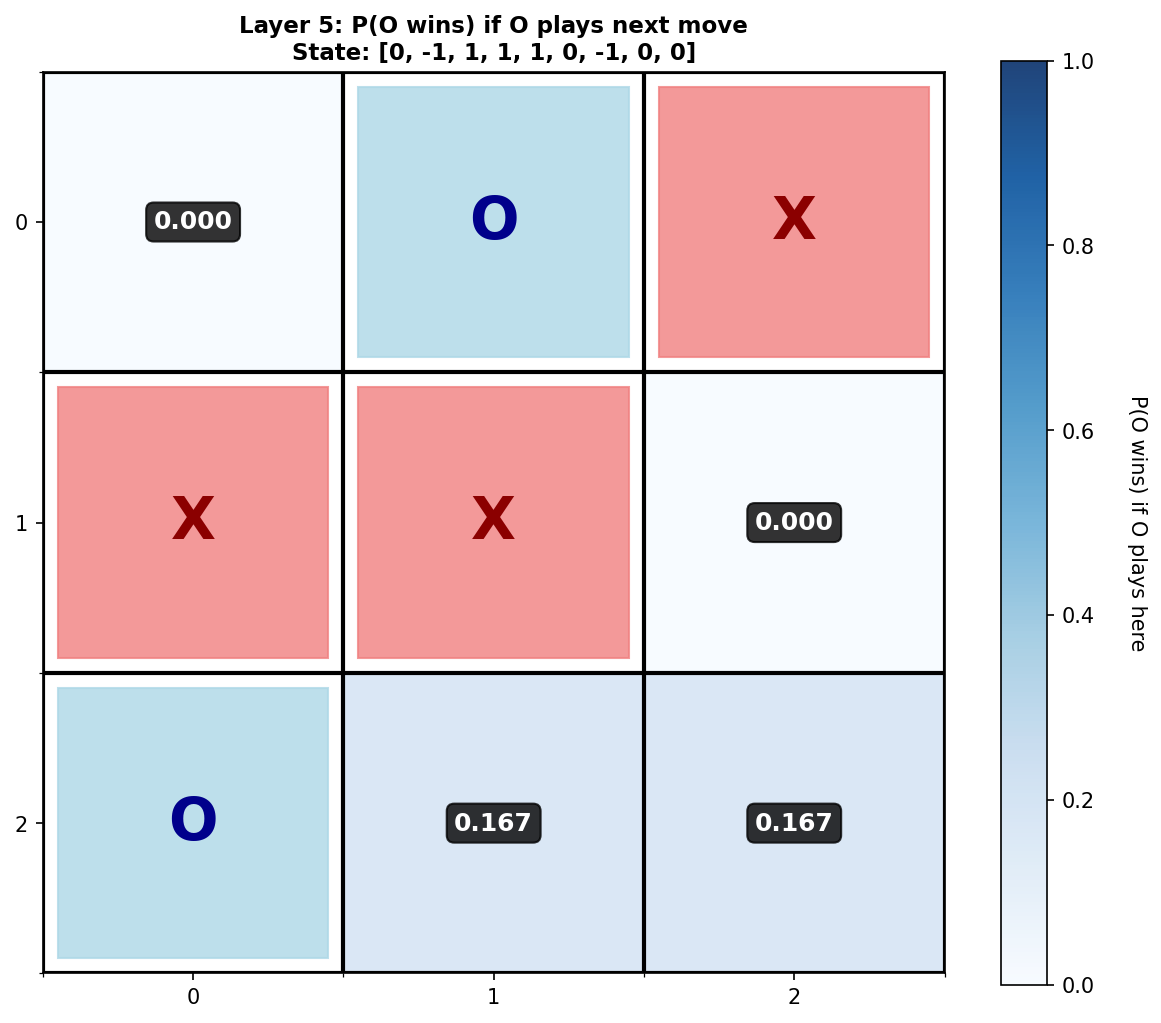 Layer 5: P(O wins) if O plays next move
State: [0, -1, 1, 1, 1, 0, -1, 0, 0]
0
0.000
O
X
1
X
X
0.000
2
O
0.167
0.167
0
1
2
1.0
0.8
0.6
0.4
0.2
0.0
P(O wins) if O plays here